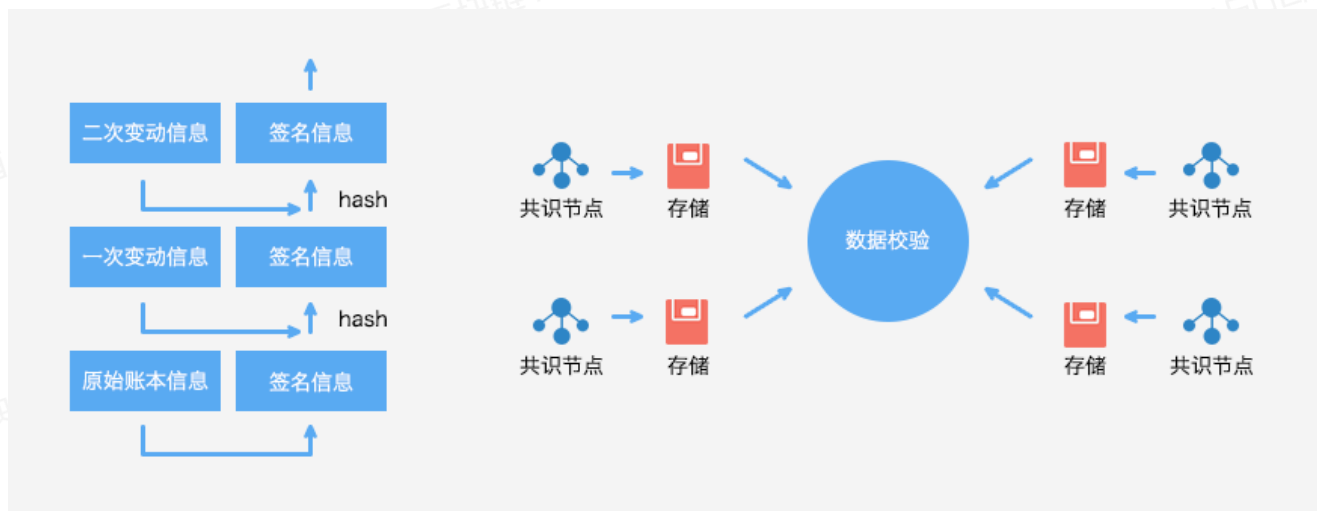 二次变动信息
签名信息
hash
一次变动信息
签名信息
hash
原始账本信息
签名信息
共识节点
存储
共识节点
存储
数据校验
存储
共识节点
存储
共识节点